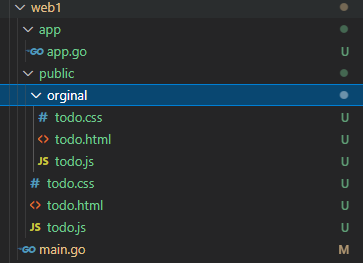 web1
app
app.go U
public
orginal
# todo.css U
<> todo.html U
JS todo.js U
# todo.css U
<> todo.html U
JS todo.js U
main.go M